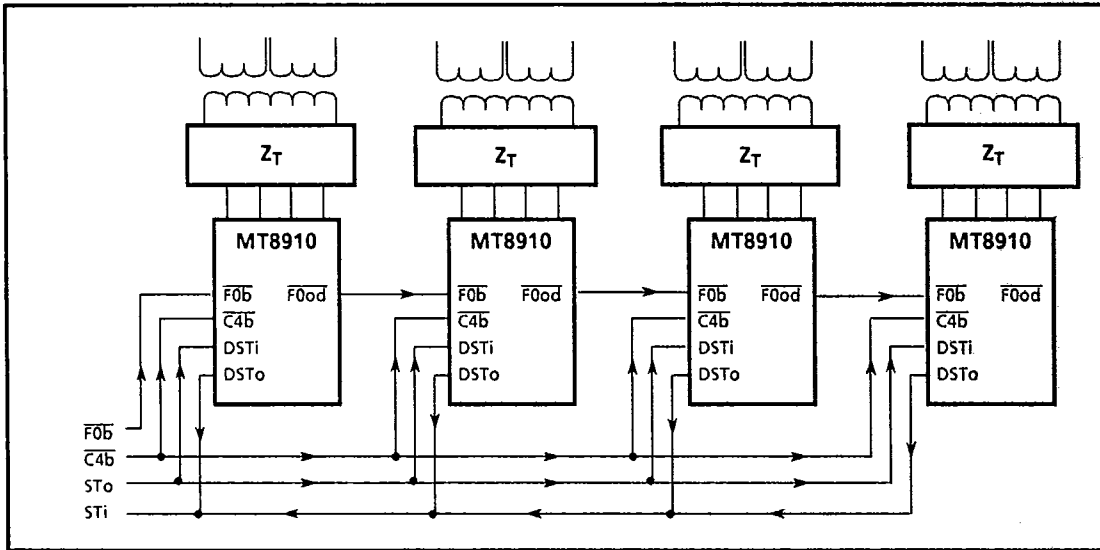 Z_T Z_T Z_T Z_T
MT8910 MT8910 MT8910 MT8910
F0b F0od F0b F0od F0b F0od F0b F0od
C4b C4b C4b C4b
DSTi DSTi DSTi DSTi
DSTo DSTo DSTo DSTo
F0b
C4b
STo
STi